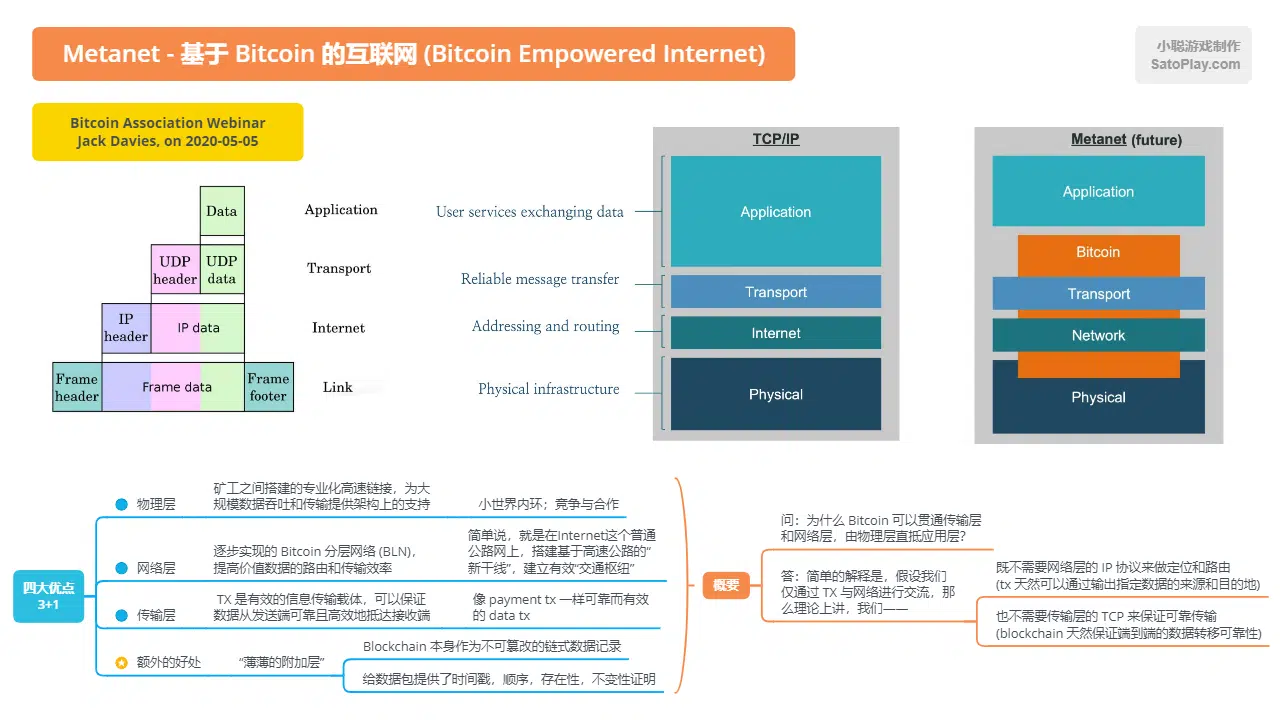 Metanet - 基于 Bitcoin 的互联网 (Bitcoin Empowered Internet)
小聪游戏制作
SatoPlay.com
Bitcoin Association Webinar
Jack Davies, on 2020-05-05
Data
UDP
header
UDP
data
IP
header
IP data
Frame
header
Frame data
Frame
footer
Application
Transport
Internet
Link
User services exchanging data
Reliable message transfer
Addressing and routing
Physical infrastructure
TCP/IP
Application
Transport
Internet
Physical
Metanet (future)
Application
Bitcoin
Transport
Network
Physical
四大优点
3+1
物理层
矿工之间搭建的专业化高速链接，为大
规模数据吞吐和传输提供架构上的支持
小世界内环；竞争与合作
网络层
逐步实现的 Bitcoin 分层网络 (BLN)，
提高价值数据的路由和传输效率
简单说，就是在Internet这个普通
公路网上，搭建基于高速公路的“
新干线”，建立有效“交通枢纽”
传输层
TX 是有效的信息传输载体，可以保证
数据从发送端可靠且高效地抵达接收端
像 payment tx 一样可靠而有效
的 data tx
额外的好处
“薄薄的附加层”
Blockchain 本身作为不可篡改的链式数据记录
给数据包提供了时间戳，顺序，存在性，不变性证明
概要
问：为什么 Bitcoin 可以贯通传输层
和网络层，由物理层直抵应用层？
答：简单的解释是，假设我们
仅通过 TX 与网络进行交流，那
么理论上讲，我们——
既不需要网络层的 IP 协议来做定位和路由
(tx 天然可以通过输出指定数据的来源和目的地)
也不需要传输层的 TCP 来保证可靠传输
(blockchain 天然保证端到端的数据转移可靠性)